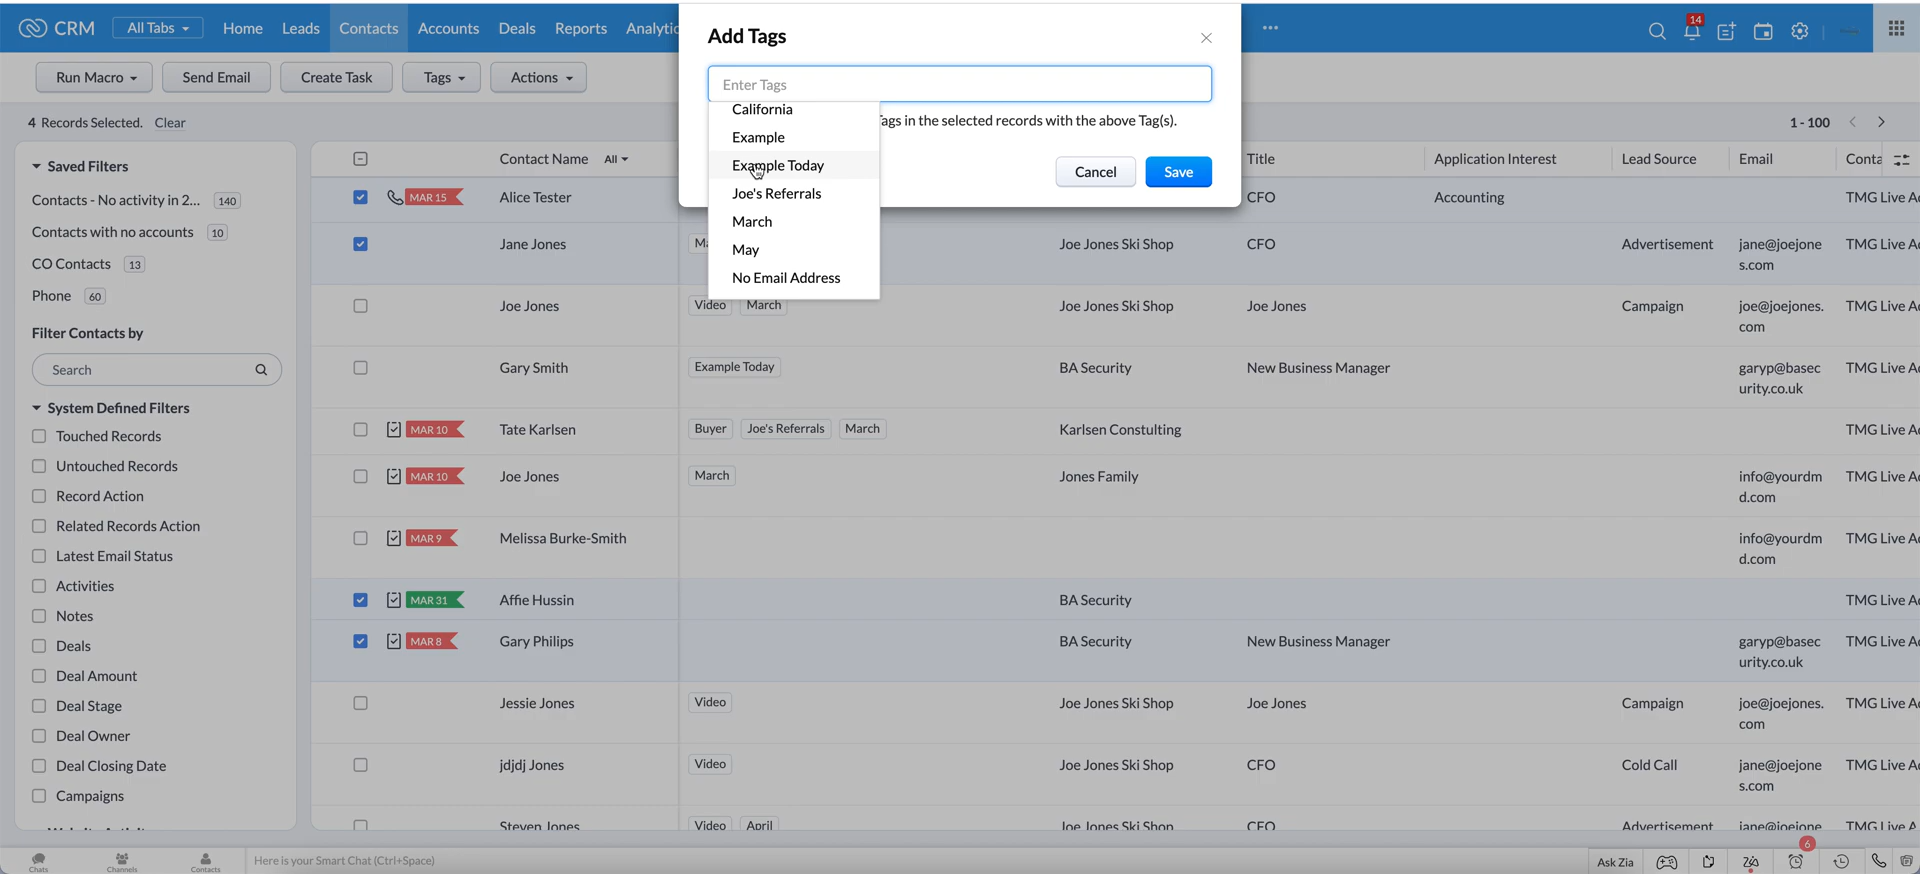 CRM
All Tabs
Home
Leads
Contacts
Accounts
Deals
Reports
14
Add Tags
Run Macro
Send Email
Create Task
Tags
Actions
Enter Tags
California
Example
Example Today
Joe's Referrals
March
May
No Email Address
in the selected records with the above Tag(s).
Cancel
Save
4 Records Selected. Clear
1 - 100
Saved Filters
Contacts - No activity in 2... 140
Contacts with no accounts 10
CO Contacts 13
Phone 60
Filter Contacts by
Search
System Defined Filters
Touched Records
Untouched Records
Record Action
Related Records Action
Latest Email Status
Activities
Notes
Deals
Deal Amount
Deal Stage
Deal Owner
Deal Closing Date
Campaigns
Contact Name All Title Application Interest Lead Source Email Conta
MAR 15 Alice Tester CFO Accounting TMG Live Ac
Jane Jones Ma Joe Jones Ski Shop CFO Advertisement jane@joejone TMG Live Ac
s.com
Joe Jones Video March Joe Jones Ski Shop Joe Jones Campaign joe@joejones. TMG Live Ac
com
Gary Smith Example Today BA Security New Business Manager garyp@basec TMG Live Ac
urity.co.uk
MAR 10 Tate Karlsen Buyer Joe's Referrals March Karlsen Constulting TMG Live Ac
MAR 10 Joe Jones March Jones Family info@yourdm TMG Live Ac
d.com
MAR 9 Melissa Burke-Smith info@yourdm TMG Live Ac
d.com
MAR 31 Affie Hussin BA Security TMG Live Ac
MAR 8 Gary Philips BA Security New Business Manager garyp@basec TMG Live Ac
urity.co.uk
Jessie Jones Video Joe Jones Ski Shop Joe Jones Campaign joe@joejones. TMG Live Ac
com
jdjdj Jones Video Joe Jones Ski Shop CFO Cold Call jane@joejone TMG Live Ac
s.com
Steven Jones Video April Joe Jones Ski Shop CFO Advertisement jane@joejone TMG Live A
Chats
Channels
Contacts
Here is your Smart Chat (Ctrl+Space)
Ask Zia
6